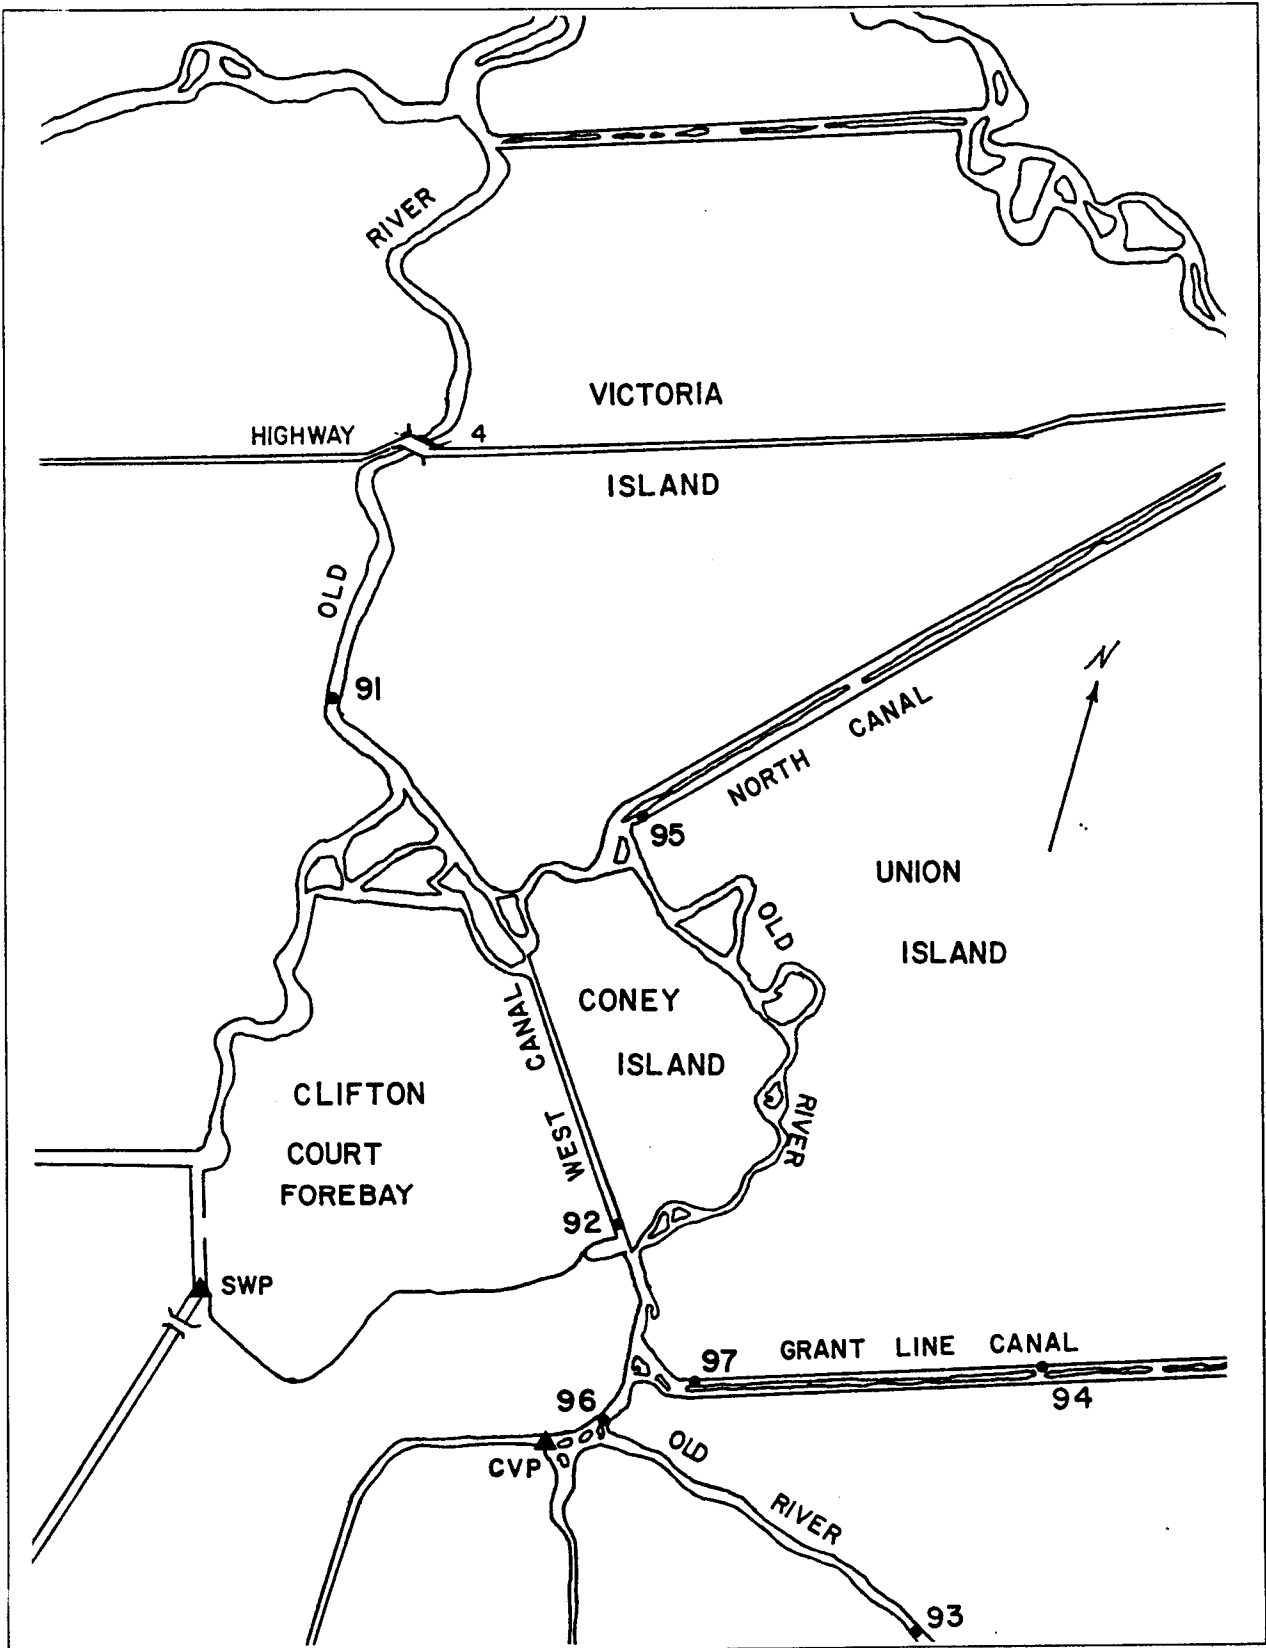 RIVER
VICTORIA
HIGHWAY 4
ISLAND
OLD
N
91
NORTH CANAL
95
UNION
OLD
ISLAND
CONEY
WEST CANAL
ISLAND
CLIFTON
RIVER
COURT
FOREBAY
92
SWP
GRANT LINE CANAL
97
94
96
OLD
CVP
RIVER
93